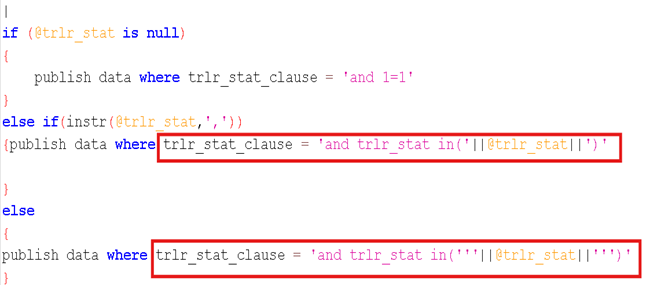 |
if (@trlr_stat is null)
{
publish data where trlr_stat_clause = 'and 1=1'
}
else if(instr(@trlr_stat,','))
{publish data where trlr_stat_clause = 'and trlr_stat in('||@trlr_stat||')'
}
else
{
publish data where trlr_stat_clause = 'and trlr_stat in('''||@trlr_stat||''')'
}